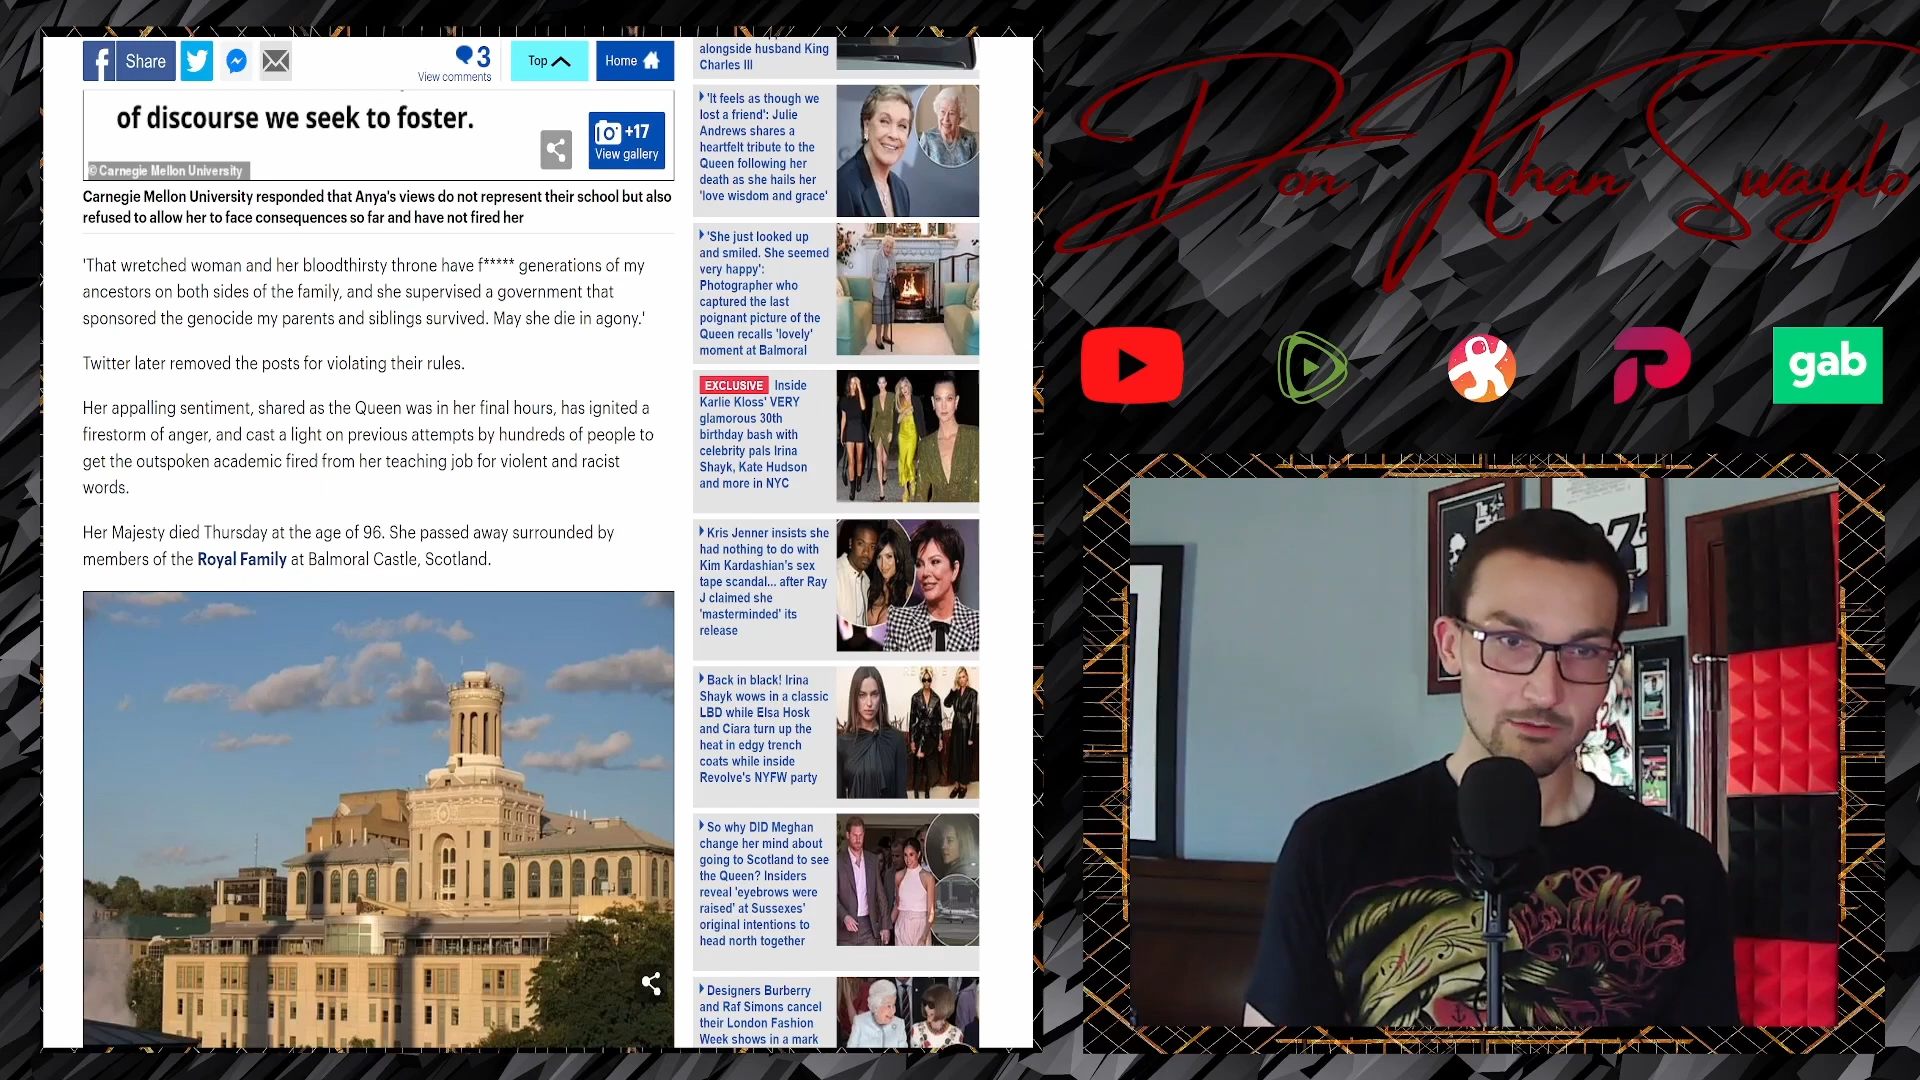 Share
3
View comments
Top
Home
of discourse we seek to foster.
+17
View gallery
© Carnegie Mellon University
Carnegie Mellon University responded that Anya's views do not represent their school but also
refused to allow her to face consequences so far and have not fired her
'That wretched woman and her bloodthirsty throne have f***** generations of my
ancestors on both sides of the family, and she supervised a government that
sponsored the genocide my parents and siblings survived. May she die in agony.'
Twitter later removed the posts for violating their rules.
Her appalling sentiment, shared as the Queen was in her final hours, has ignited a
firestorm of anger, and cast a light on previous attempts by hundreds of people to
get the outspoken academic fired from her teaching job for violent and racist
words.
Her Majesty died Thursday at the age of 96. She passed away surrounded by
members of the Royal Family at Balmoral Castle, Scotland.
alongside husband King
Charles III
'It feels as though we
lost a friend': Julie
Andrews shares a
heartfelt tribute to the
Queen following her
death as she hails her
'love wisdom and grace'
'She just looked up
and smiled. She seemed
very happy':
Photographer who
captured the last
poignant picture of the
Queen recalls 'lovely'
moment at Balmoral
EXCLUSIVE Inside
Karlie Kloss' VERY
glamorous 30th
birthday bash with
celebrity pals Irina
Shayk, Kate Hudson
and more in NYC
Kris Jenner insists she
had nothing to do with
Kim Kardashian's sex
tape scandal... after Ray
J claimed she
'masterminded' its
release
Back in black! Irina
Shayk wows in a classic
LBD while Elsa Hosk
and Ciara turn up the
heat in edgy trench
coats while inside
Revolve's NYFW party
So why DID Meghan
change her mind about
going to Scotland to see
the Queen? Insiders
reveal 'eyebrows were
raised' at Sussexes'
original intentions to
head north together
Designers Burberry
and Raf Simons cancel
their London Fashion
Week shows in a mark
Don Khan Swaylo
gab